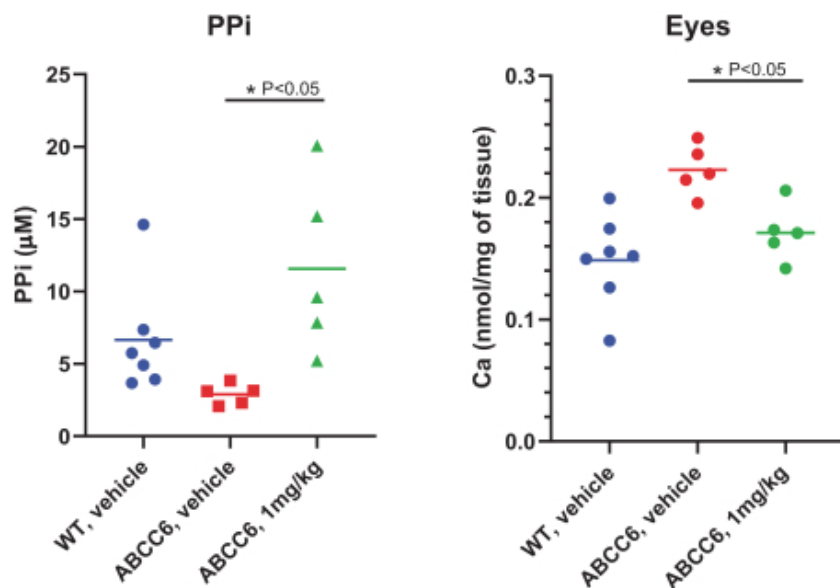 PPi
25
20
15
10
5
0
PPi (µM)
* P<0.05
WT, vehicle
ABCC6, vehicle
ABCC6, 1mg/kg
Eyes
0.3
0.2
0.1
0.0
Ca (nmol/mg of tissue)
* P<0.05
WT, vehicle
ABCC6, vehicle
ABCC6, 1mg/kg